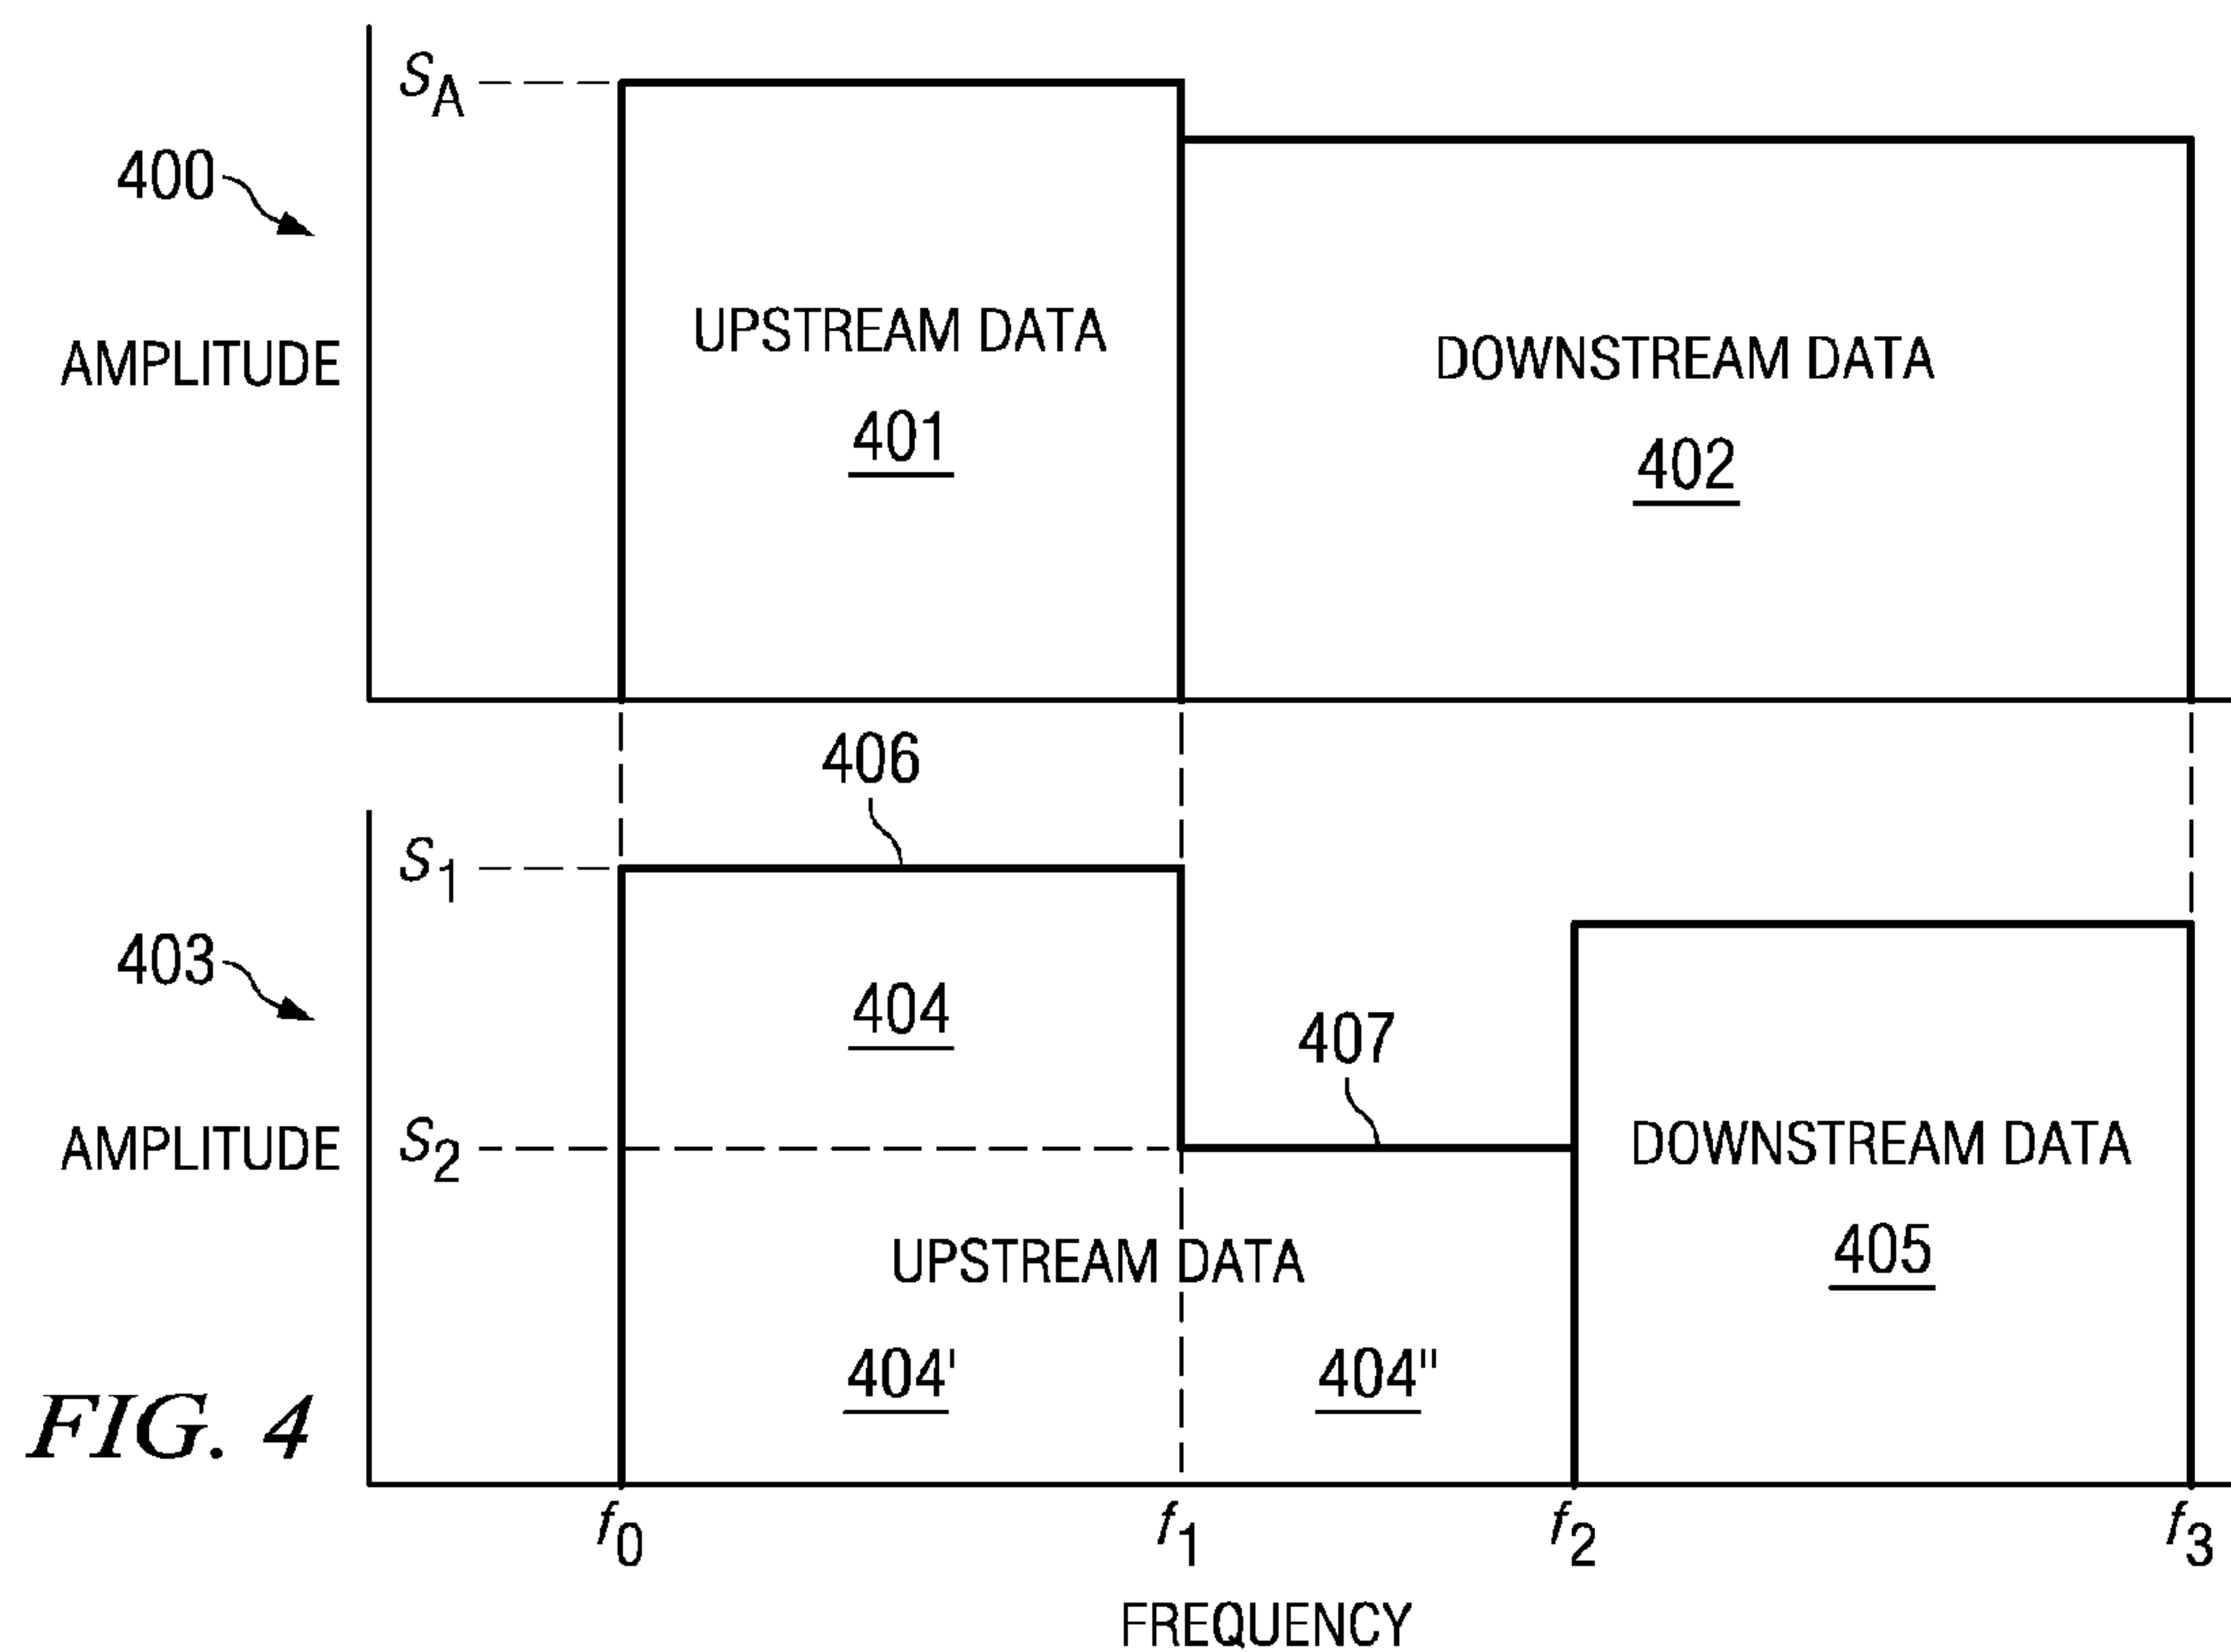 S_A
400
AMPLITUDE
UPSTREAM DATA
401
DOWNSTREAM DATA
402
406
S_1
403
404
407
AMPLITUDE
S_2
DOWNSTREAM DATA
405
UPSTREAM DATA
404'
404"
FIG. 4
f_0
f_1
f_2
f_3
FREQUENCY